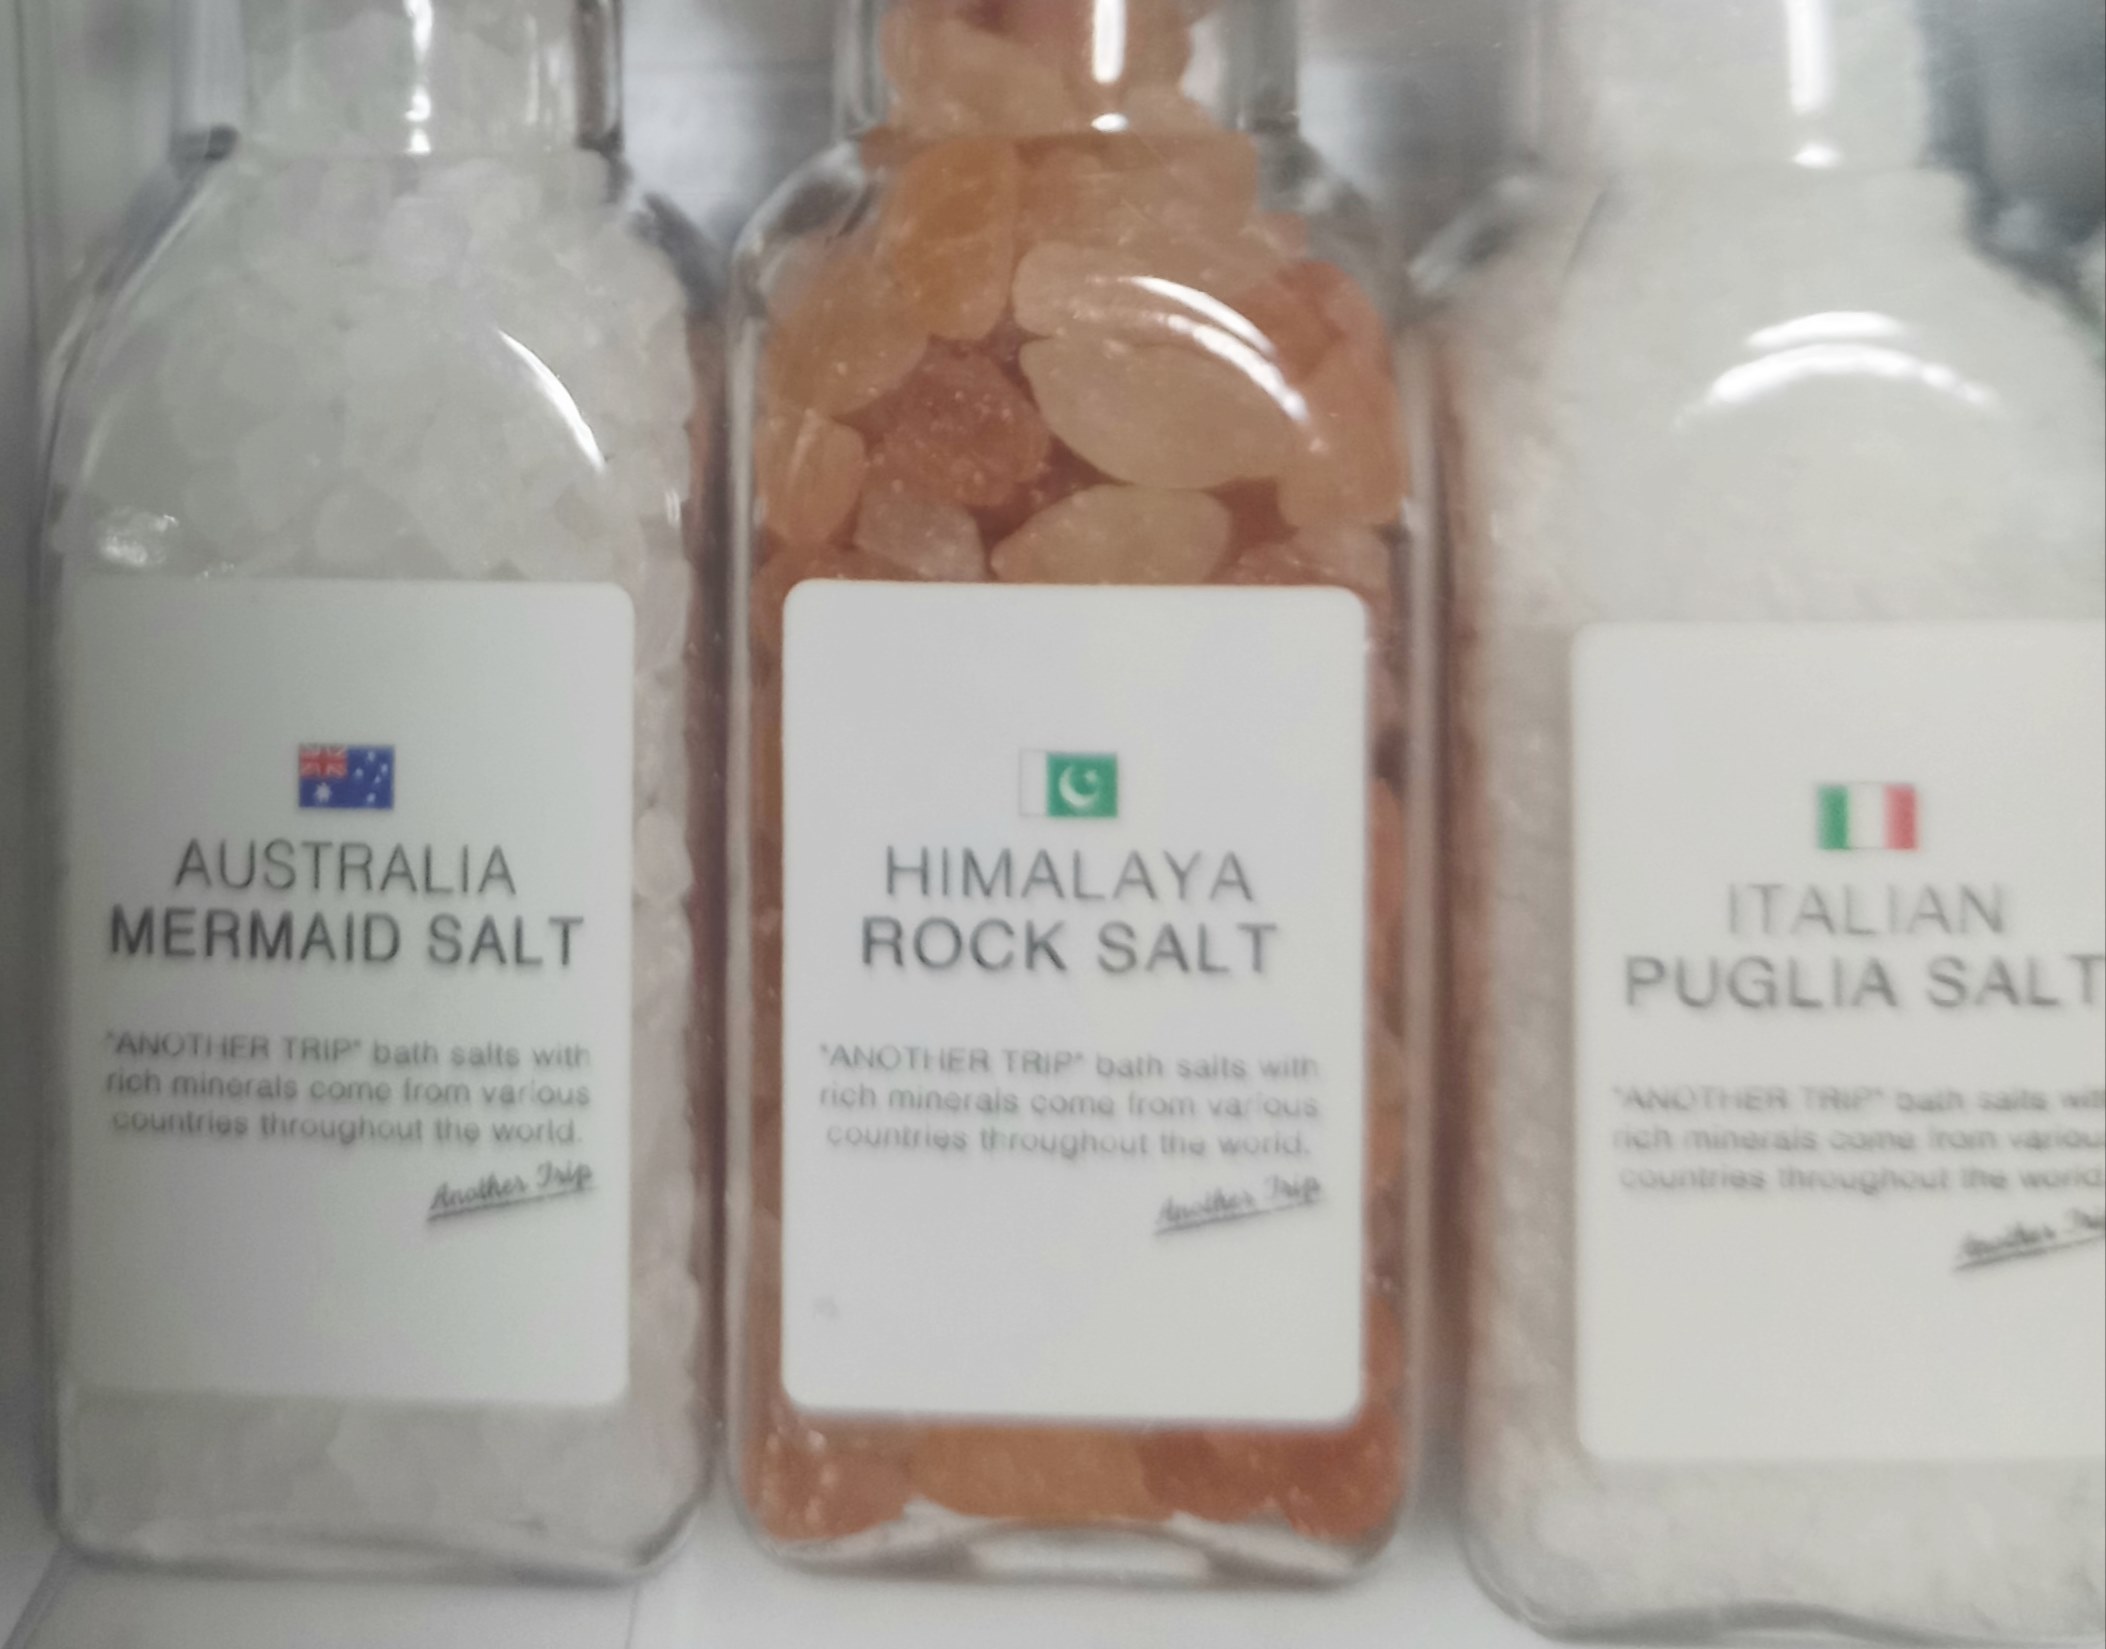 AUSTRALIA
MERMAID SALT
"ANOTHER TRIP" bath salts with
rich minerals come from various
countries throughout the world.
Another Trip
HIMALAYA
ROCK SALT
"ANOTHER TRIP" bath salts with
rich minerals come from various
countries throughout the world.
Another Trip
ITALIAN
PUGLIA SALT
"ANOTHER TRIP" bath salts
rich minerals come from
countries throughout the world
Another